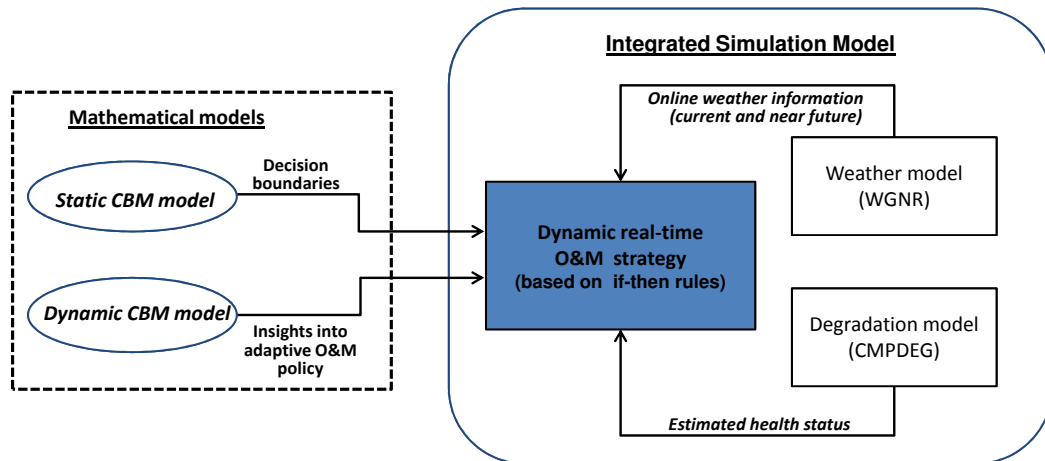 Integrated Simulation Model
Mathematical models
Static CBM model
Decision
boundaries
Dynamic CBM model
Insights into
adaptive O&M
policy
Online weather information
(current and near future)
Weather model
(WGNR)
Dynamic real-time
O&M strategy
(based on if-then rules)
Degradation model
(CMPDEG)
Estimated health status